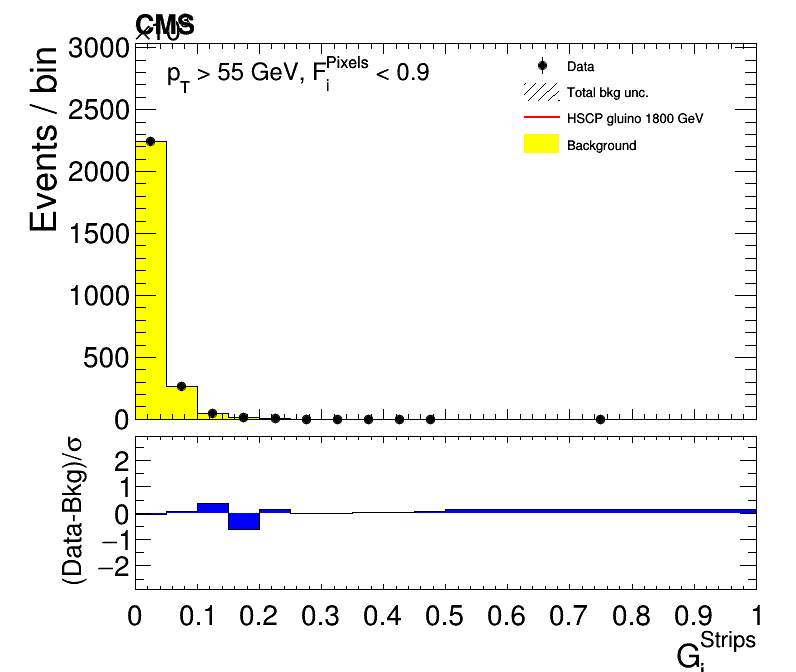 CMS
×10³
Events / bin
3000
2500
2000
1500
1000
500
0
p_T > 55 GeV, F_i^Pixels < 0.9
Data
Total bkg unc.
HSCP gluino 1800 GeV
Background
(Data-Bkg)/σ
2
1
0
−1
−2
0 0.1 0.2 0.3 0.4 0.5 0.6 0.7 0.8 0.9 1
G_i^Strips